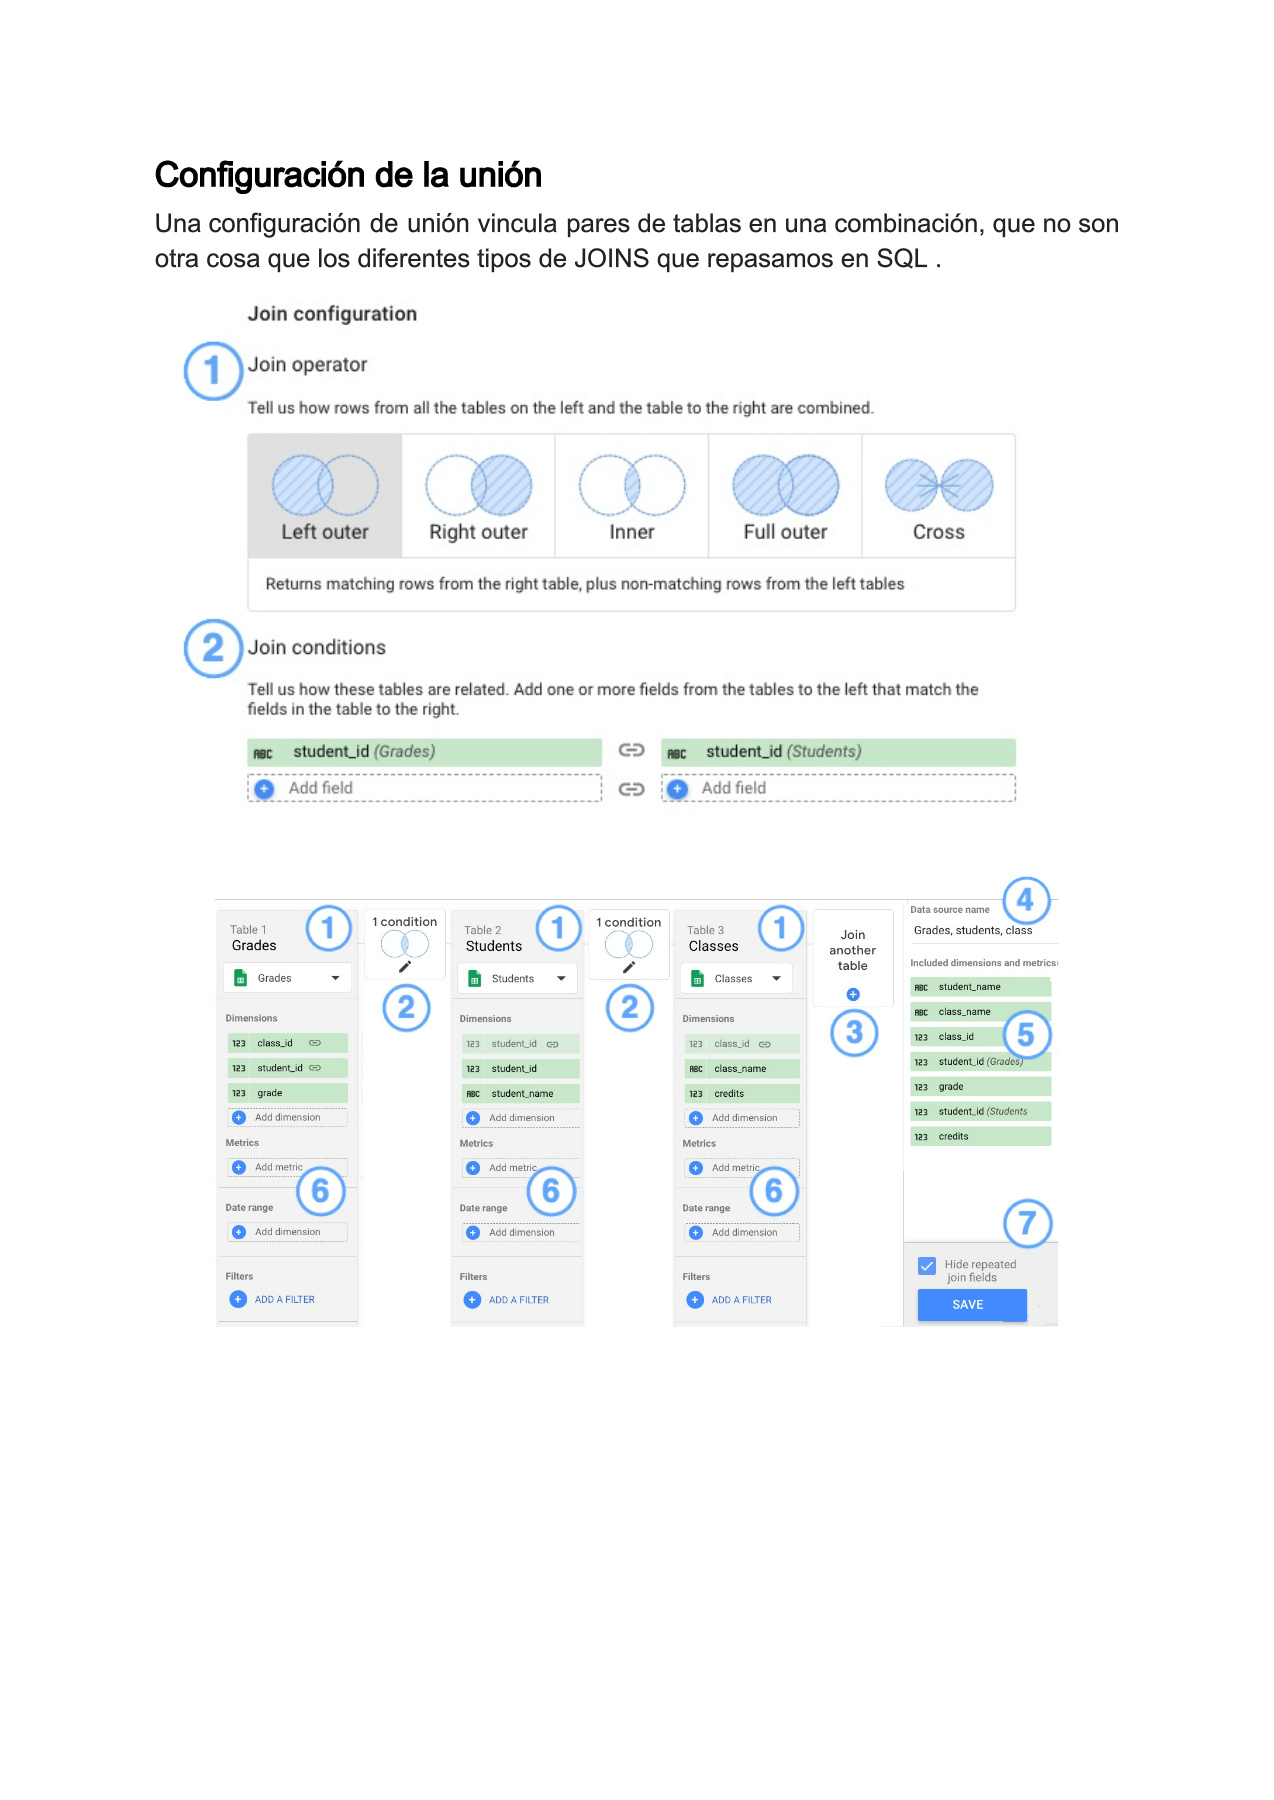 Configuración de la unión
Una configuración de unión vincula pares de tablas en una combinación, que no son
otra cosa que los diferentes tipos de JOINS que repasamos en SQL .
Join configuration
1 Join operator
Tell us how rows from all the tables on the left and the table to the right are combined.
Left outer Right outer Inner Full outer Cross
Returns matching rows from the right table, plus non-matching rows from the left tables
2 Join conditions
Tell us how these tables are related. Add one or more fields from the tables to the left that match the
fields in the table to the right.
ABC student_id (Grades) ABC student_id (Students)
Add field Add field
Table 1
Grades
1
Grades
Dimensions
123 class_id
123 student_id
123 grade
Add dimension
Metrics
Add metric
6
Date range
Add dimension
Filters
ADD A FILTER
1 condition
2
Table 2
Students
1
Students
Dimensions
123 student_id
123 student_id
ABC student_name
Add dimension
Metrics
Add metric
6
Date range
Add dimension
Filters
ADD A FILTER
1 condition
2
Table 3
Classes
1
Classes
Dimensions
123 class_id
ABC class_name
123 credits
Add dimension
Metrics
Add metric
6
Date range
Add dimension
Filters
ADD A FILTER
Join
another
table
3
4
Data source name
Grades, students, class
Included dimensions and metrics
ABC student_name
ABC class_name
123 class_id
5
123 student_id (Grades)
123 grade
123 student_id (Students
123 credits
7
Hide repeated
join fields
SAVE